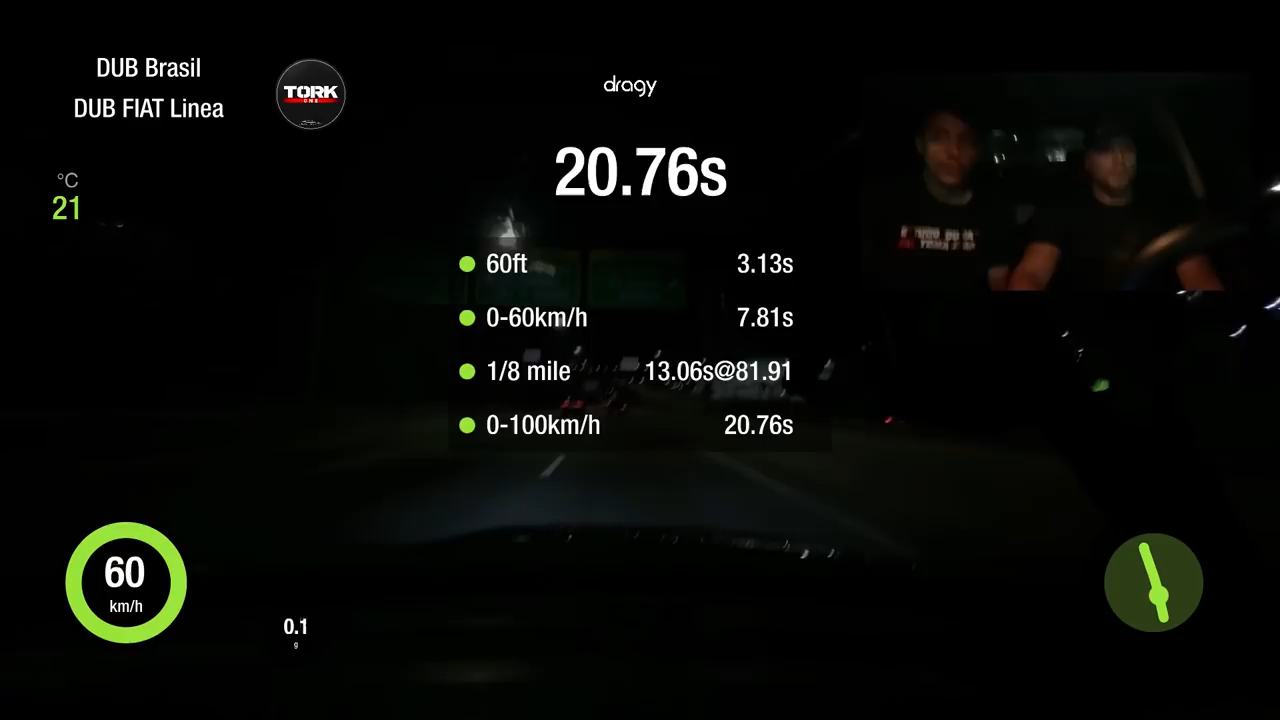 DUB Brasil
DUB FIAT Linea
TORK
ONE
dragy
20.76s
°C
21
60ft 3.13s
0-60km/h 7.81s
1/8 mile 13.06s@81.91
0-100km/h 20.76s
60
km/h
0.1
g